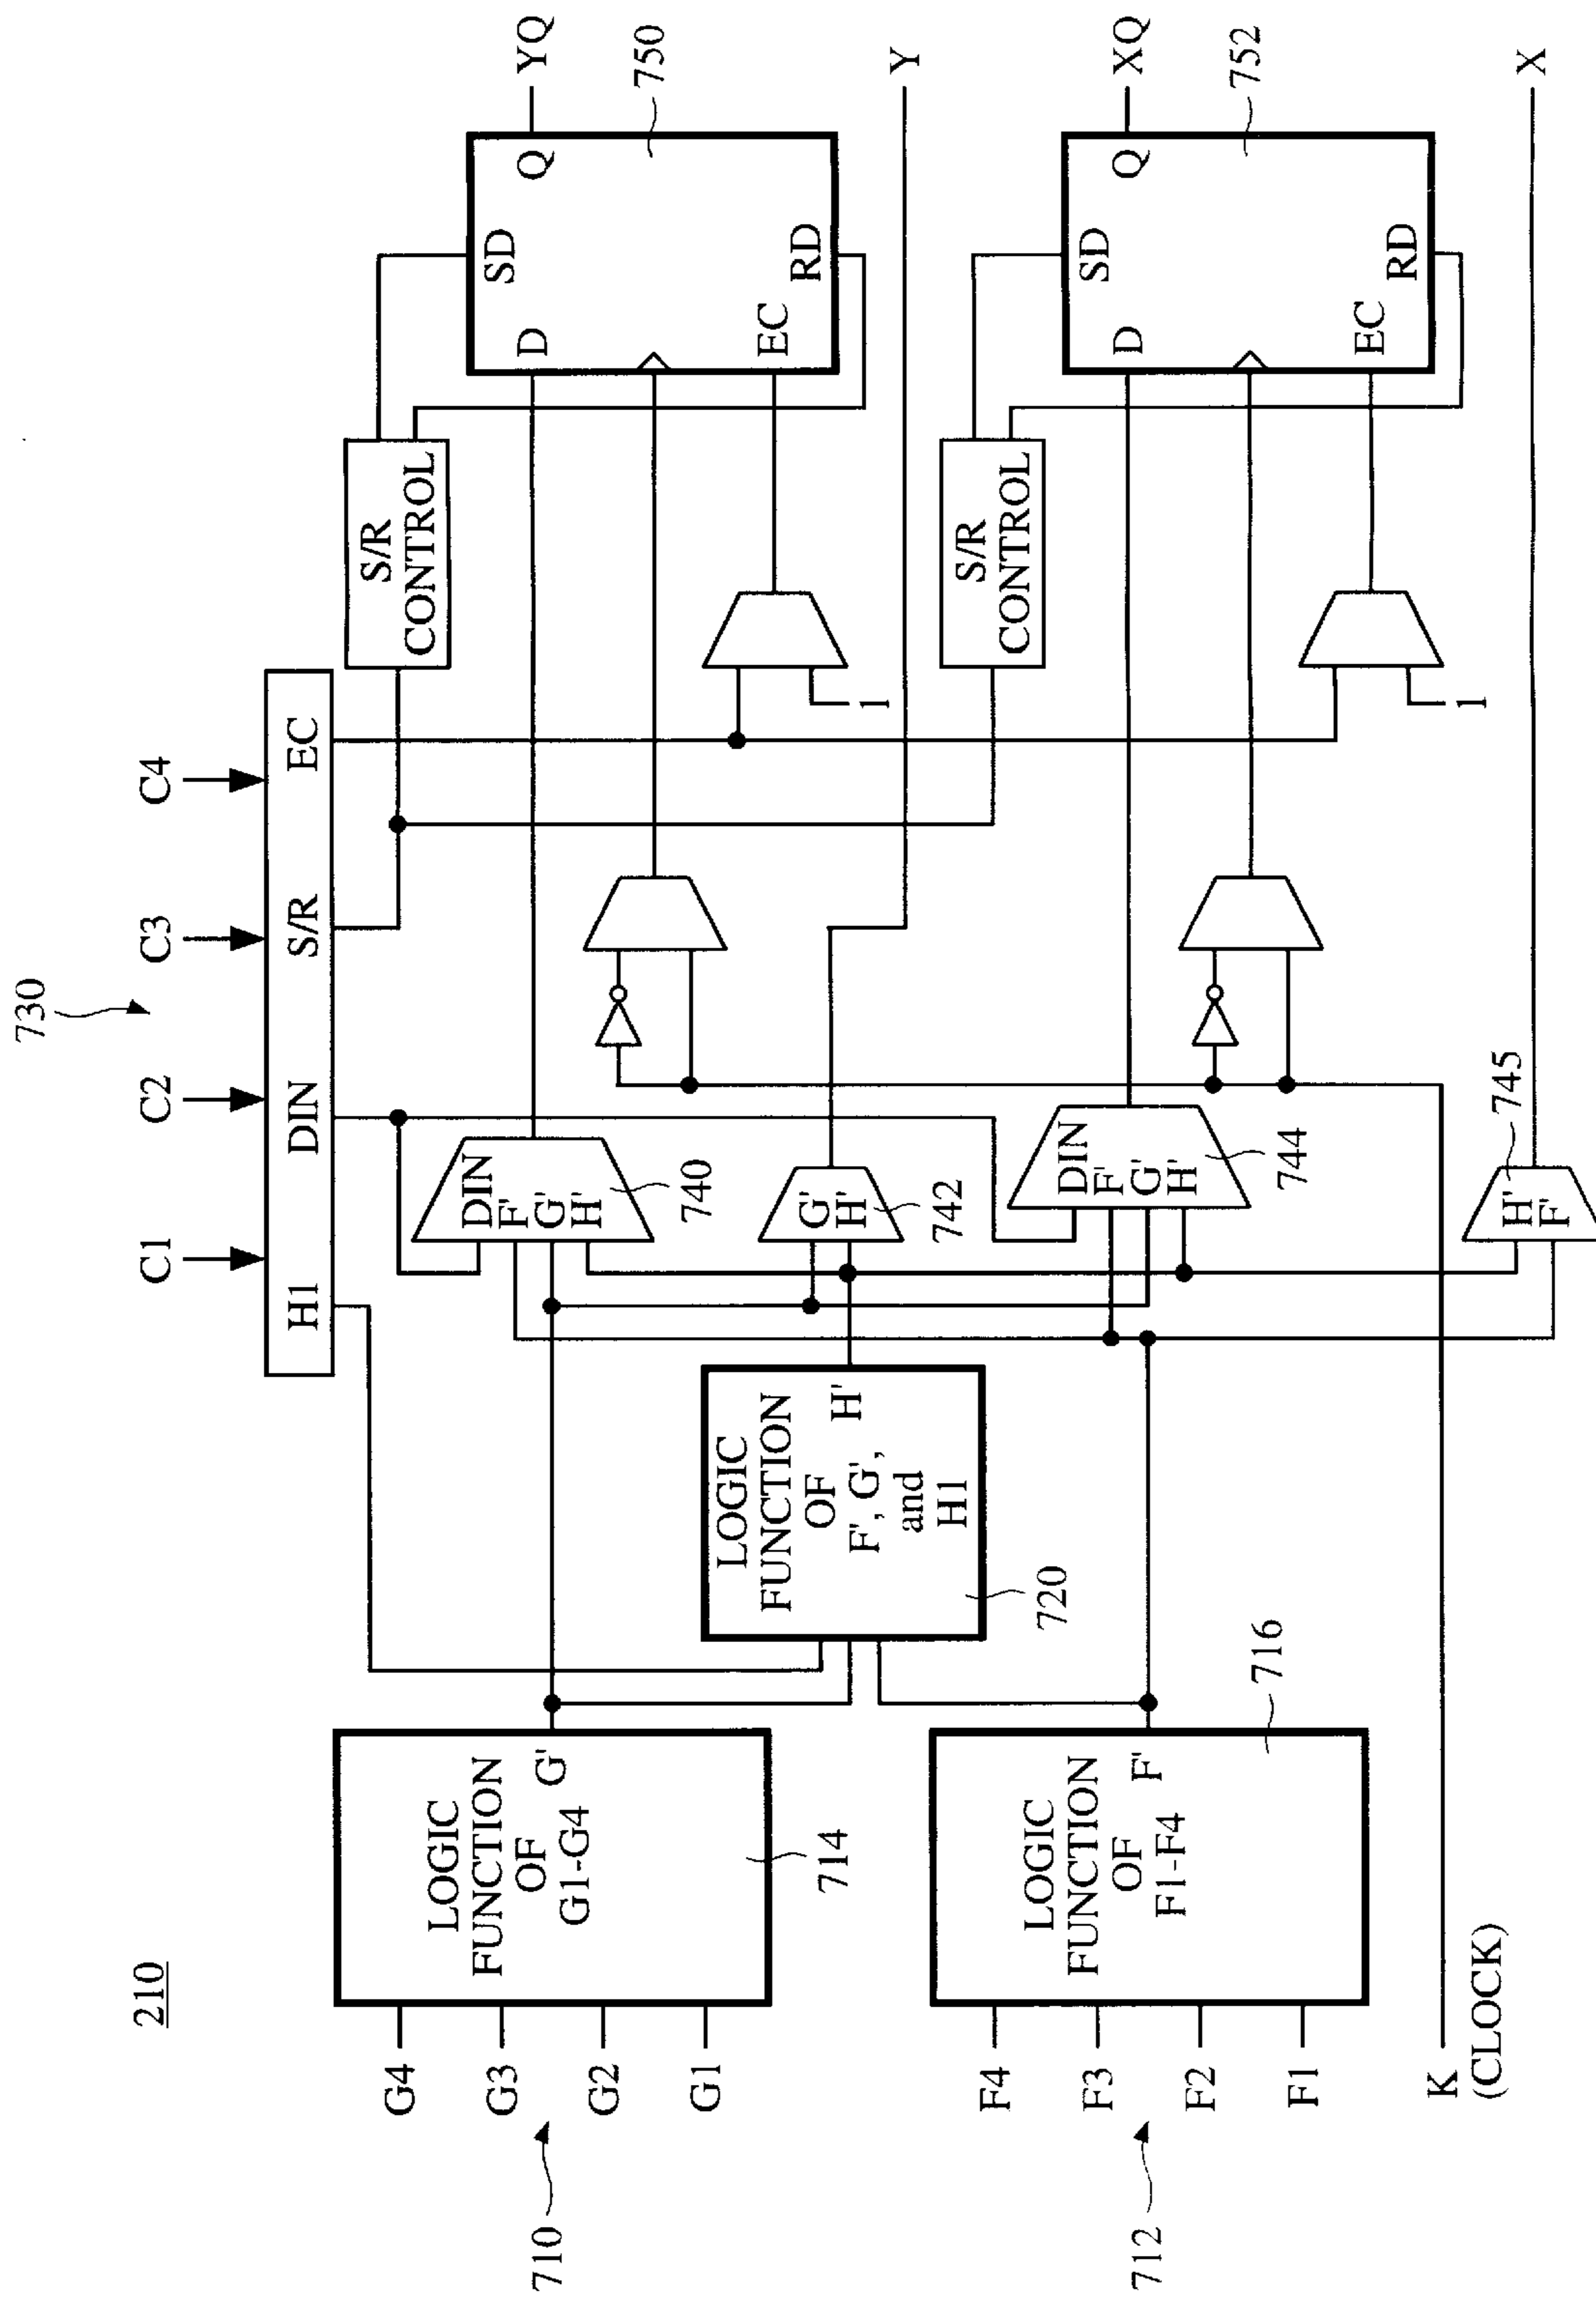 210
730
C1
C2
C3
C4
H1
DIN
S/R
EC
G4
G3
G2
G1
710
LOGIC
FUNCTION
OF
G1-G4
G'
714
F4
F3
F2
F1
712
LOGIC
FUNCTION
OF
F1-F4
F'
716
K
(CLOCK)
LOGIC
FUNCTION
OF
F', G',
and
H1
H'
720
DIN
F'
G'
H'
740
G'
H'
742
DIN
F'
G'
H'
744
H'
F'
745
S/R
CONTROL
1
S/R
CONTROL
1
SD
D
Q
EC
RD
750
YQ
Y
SD
D
Q
EC
RD
752
XQ
X